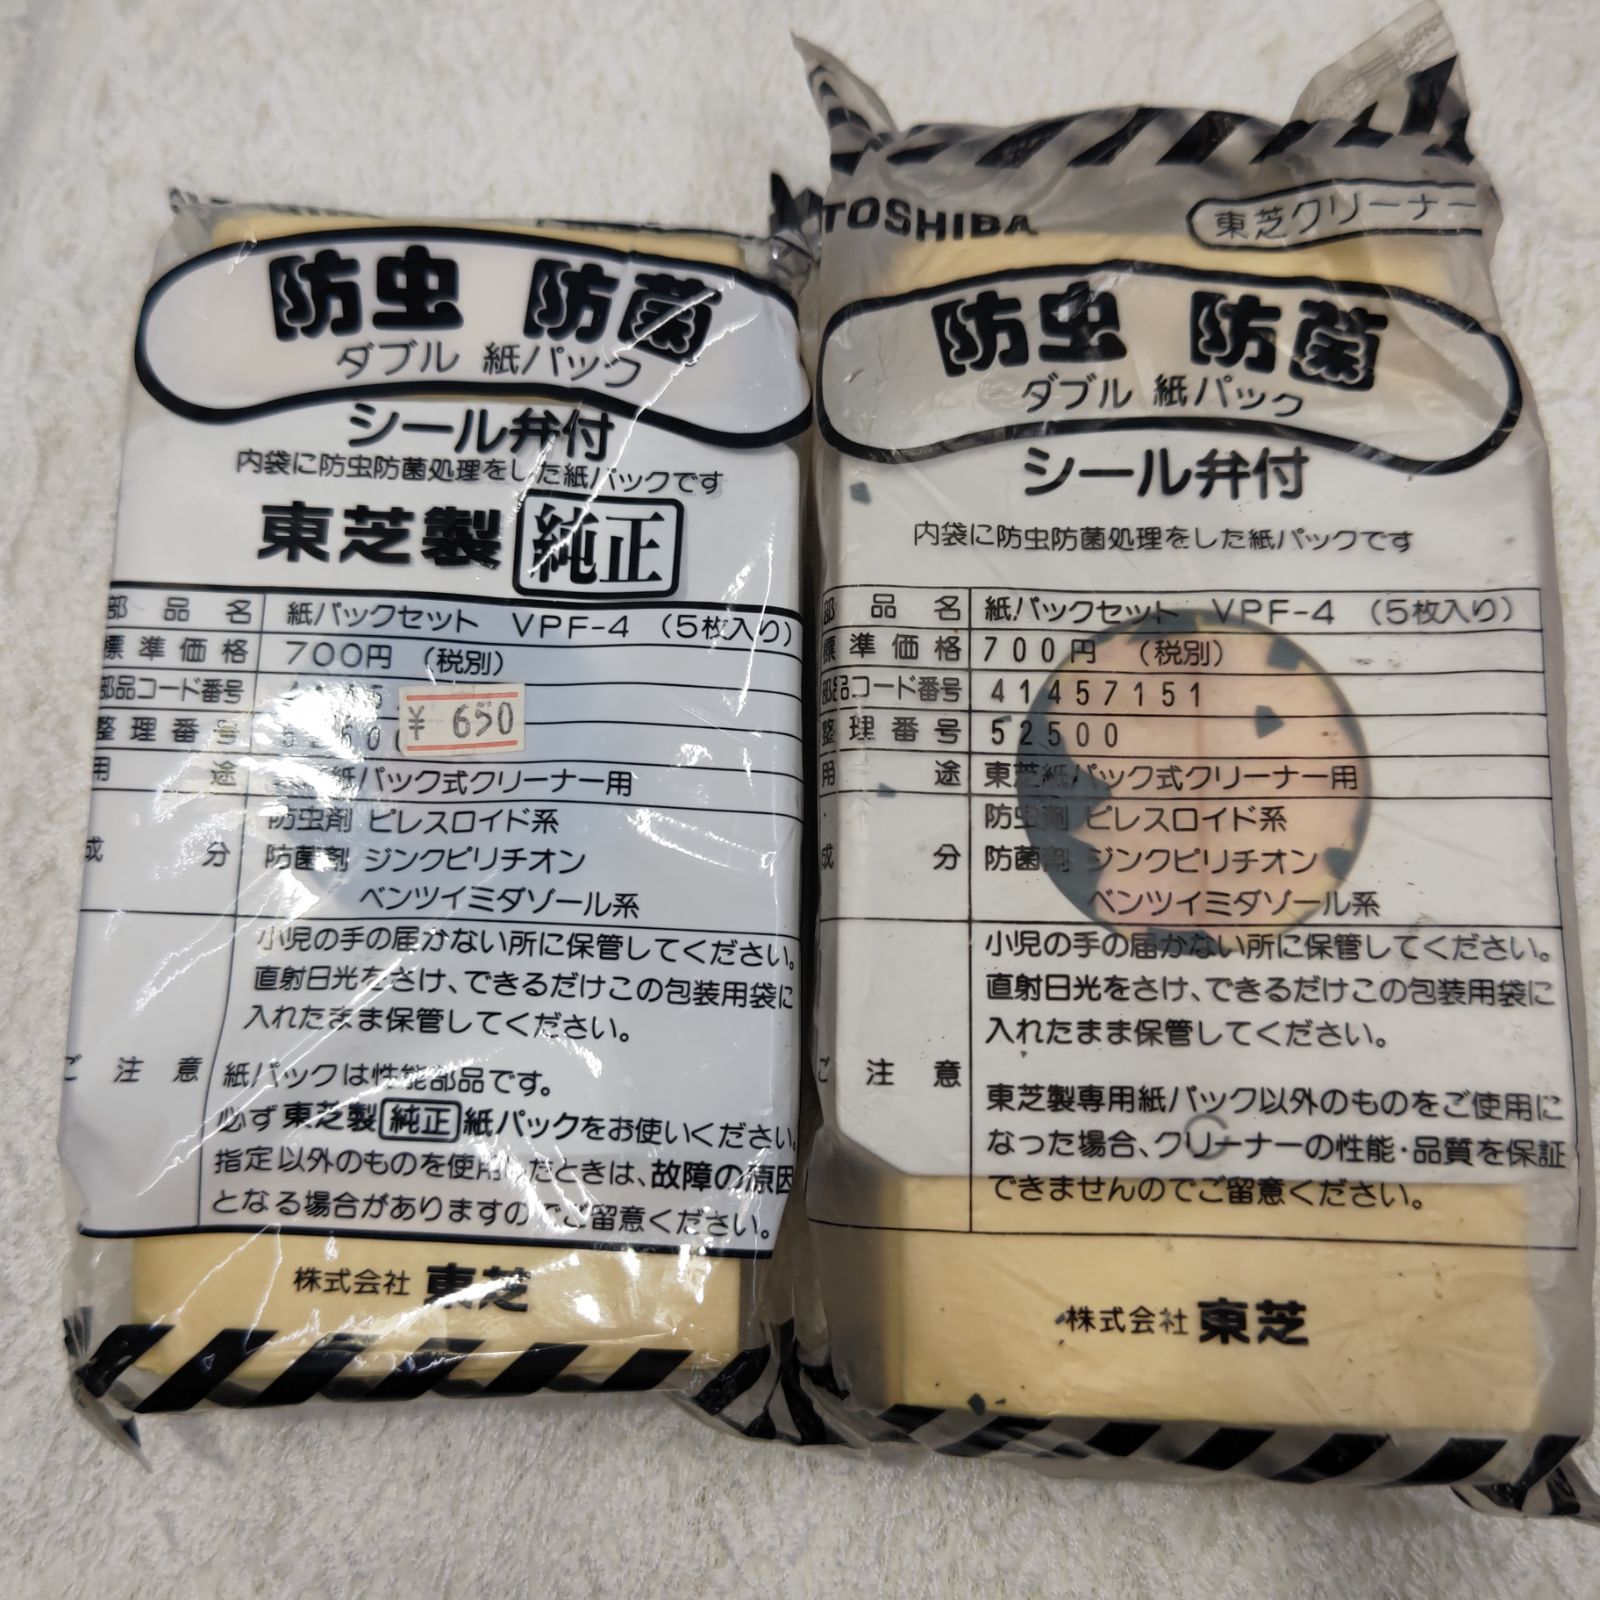 防虫 防菌
ダブル 紙パック
シール弁付
内袋に防虫防菌処理をした紙パックです
東芝製 純正
部品名 紙パックセット VPF-4 (5枚入り)
標準価格 700円 (税別)
部品コード番号
¥ 650
整理番号
用途 紙パック式クリーナー用
成分 防虫剤 ピレスロイド系
防菌剤 ジンクピリチオン
ベンツイミダゾール系
ご注意 小児の手の届かない所に保管してください。
直射日光をさけ、できるだけこの包装用袋に
入れたまま保管してください。
紙パックは性能部品です。
必ず東芝製 純正 紙パックをお使いください。
指定以外のものを使用したときは、故障の原因
となる場合がありますのでご留意ください。
株式会社 東芝
TOSHIBA 東芝クリーナー
防虫 防菌
ダブル 紙パック
シール弁付
内袋に防虫防菌処理をした紙パックです
部品名 紙パックセット VPF-4 (5枚入り)
標準価格 700円 (税別)
部品コード番号 41457151
整理番号 52500
用途 東芝紙パック式クリーナー用
成分 防虫剤 ピレスロイド系
防菌剤 ジンクピリチオン
ベンツイミダゾール系
ご注意 小児の手の届かない所に保管してください。
直射日光をさけ、できるだけこの包装用袋に
入れたまま保管してください。
東芝製専用紙パック以外のものをご使用に
なった場合、クリーナーの性能・品質を保証
できませんのでご留意ください。
株式会社 東芝